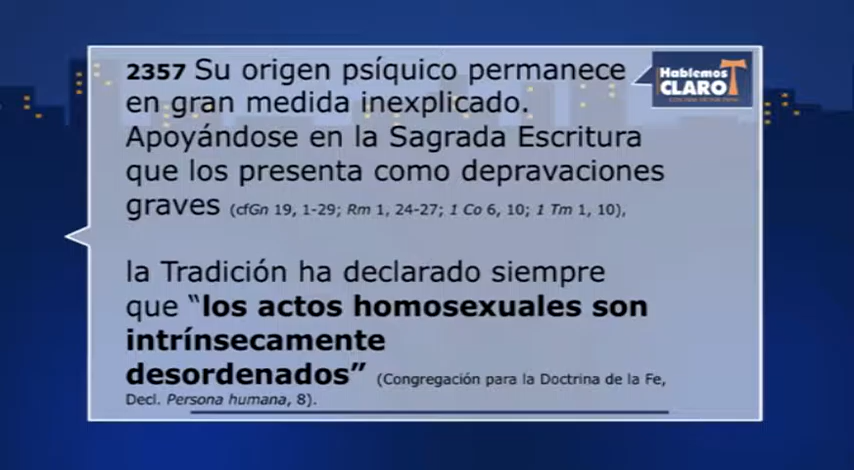 2357 Su origen psíquico permanece
en gran medida inexplicado.
Apoyándose en la Sagrada Escritura
que los presenta como depravaciones
graves (cfGn 19, 1-29; Rm 1, 24-27; 1 Co 6, 10; 1 Tm 1, 10),
la Tradición ha declarado siempre
que “los actos homosexuales son
intrínsecamente
desordenados” (Congregación para la Doctrina de la Fe,
Decl. Persona humana, 8).
Hablemos
CLARO